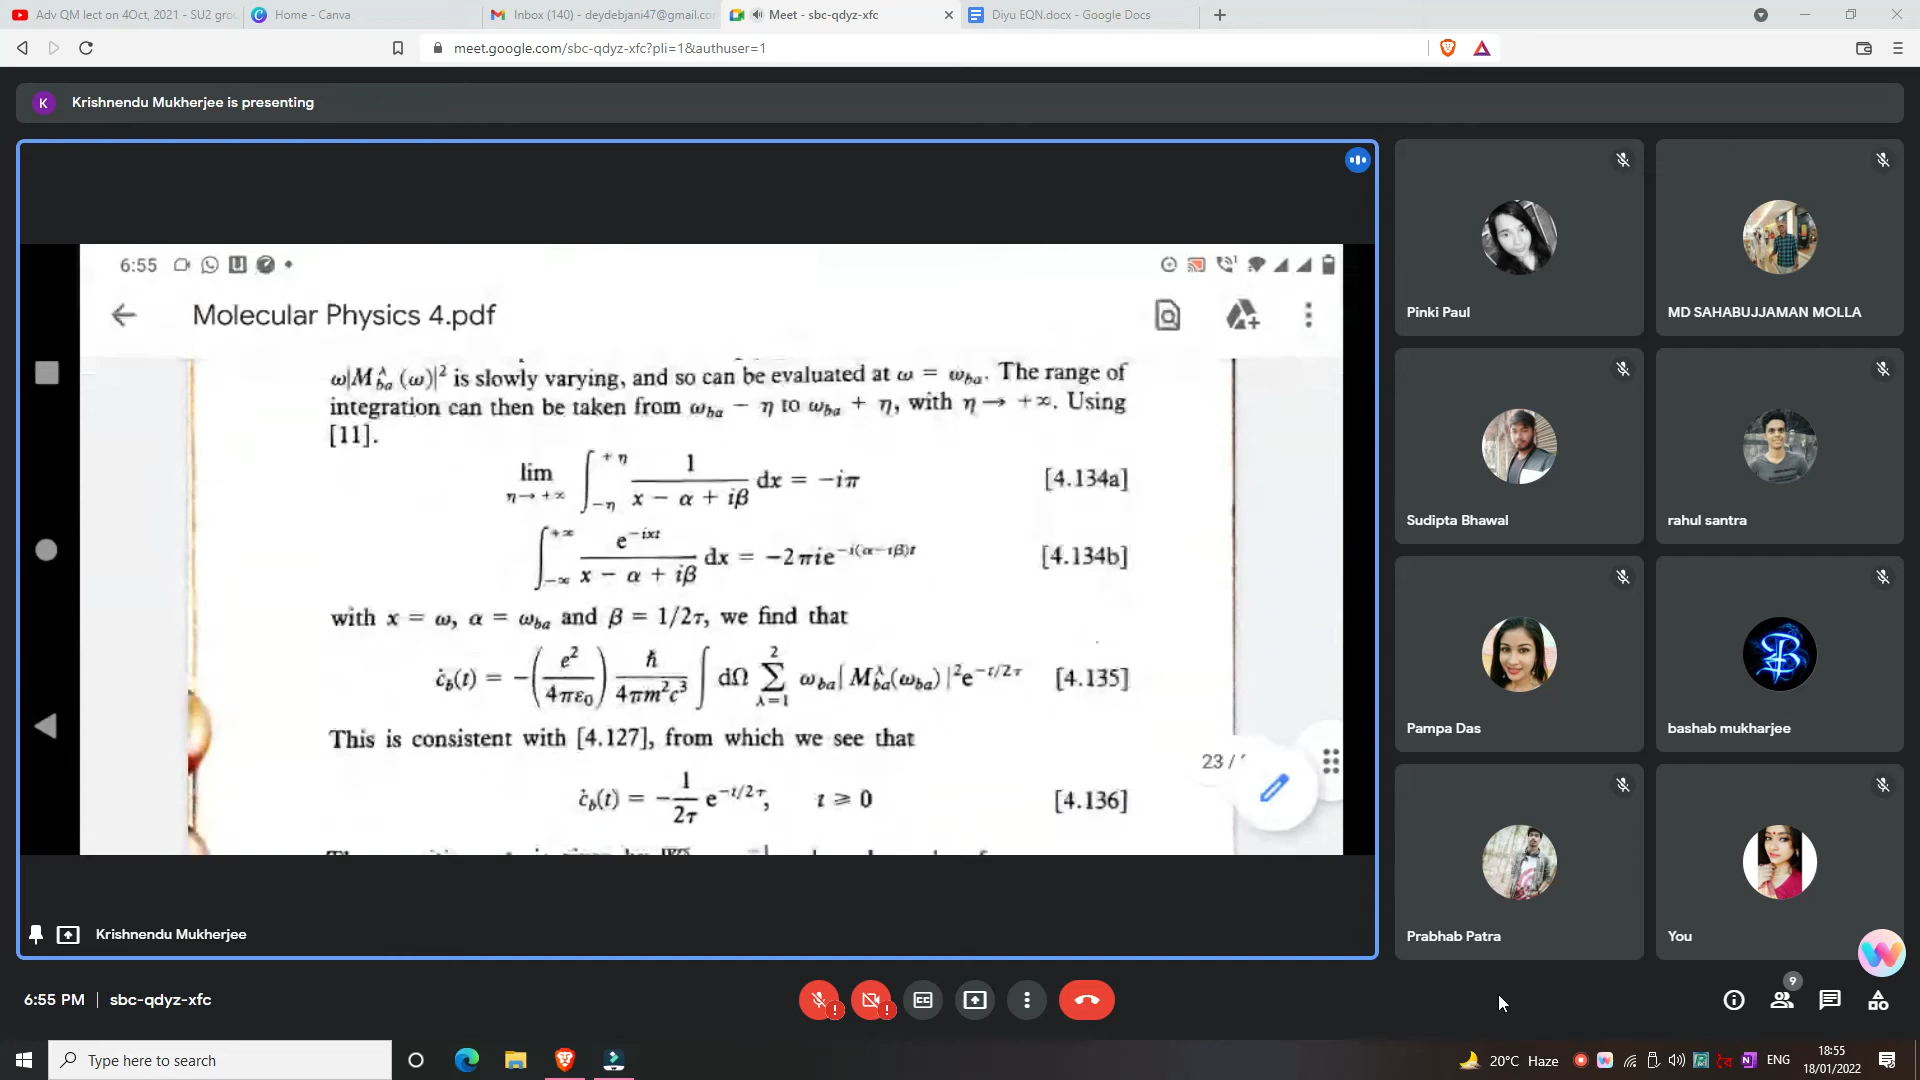 Adv QM lect on 4Oct, 2021 - SU2 gro
Home - Canva
Inbox (140) - deydebjani47@gmail.co
Meet - sbc-qdyz-xfc
Diyu EQN.docx - Google Docs
meet.google.com/sbc-qdyz-xfc?pli=1&authuser=1
K
Krishnendu Mukherjee is presenting
6:55
Molecular Physics 4.pdf
ω|M^λ_ba (ω)|² is slowly varying, and so can be evaluated at ω = ω_ba. The range of
integration can then be taken from ω_ba − η to ω_ba + η, with η → +∞. Using
[11].
lim_{η→+∞} ∫_{−η}^{+η} 1/(x − α + iβ) dx = −iπ [4.134a]
∫_{−∞}^{+∞} e^{−ixt}/(x − α + iβ) dx = −2πie^{−i(α−iβ)t} [4.134b]
with x = ω, α = ω_ba and β = 1/2τ, we find that
ċ_b(t) = −(e²/4πε₀) ħ/4πm²c³ ∫ dΩ Σ_{λ=1}^{2} ω_ba| M^λ_ba(ω_ba) |²e^{−t/2τ} [4.135]
This is consistent with [4.127], from which we see that
23 /
ċ_b(t) = −1/2τ e^{−t/2τ}, t ⩾ 0 [4.136]
Krishnendu Mukherjee
Pinki Paul
MD SAHABUJJAMAN MOLLA
Sudipta Bhawal
rahul santra
Pampa Das
bashab mukharjee
Prabhab Patra
You
6:55 PM | sbc-qdyz-xfc
9
Type here to search
20°C Haze
ENG
18:55
18/01/2022